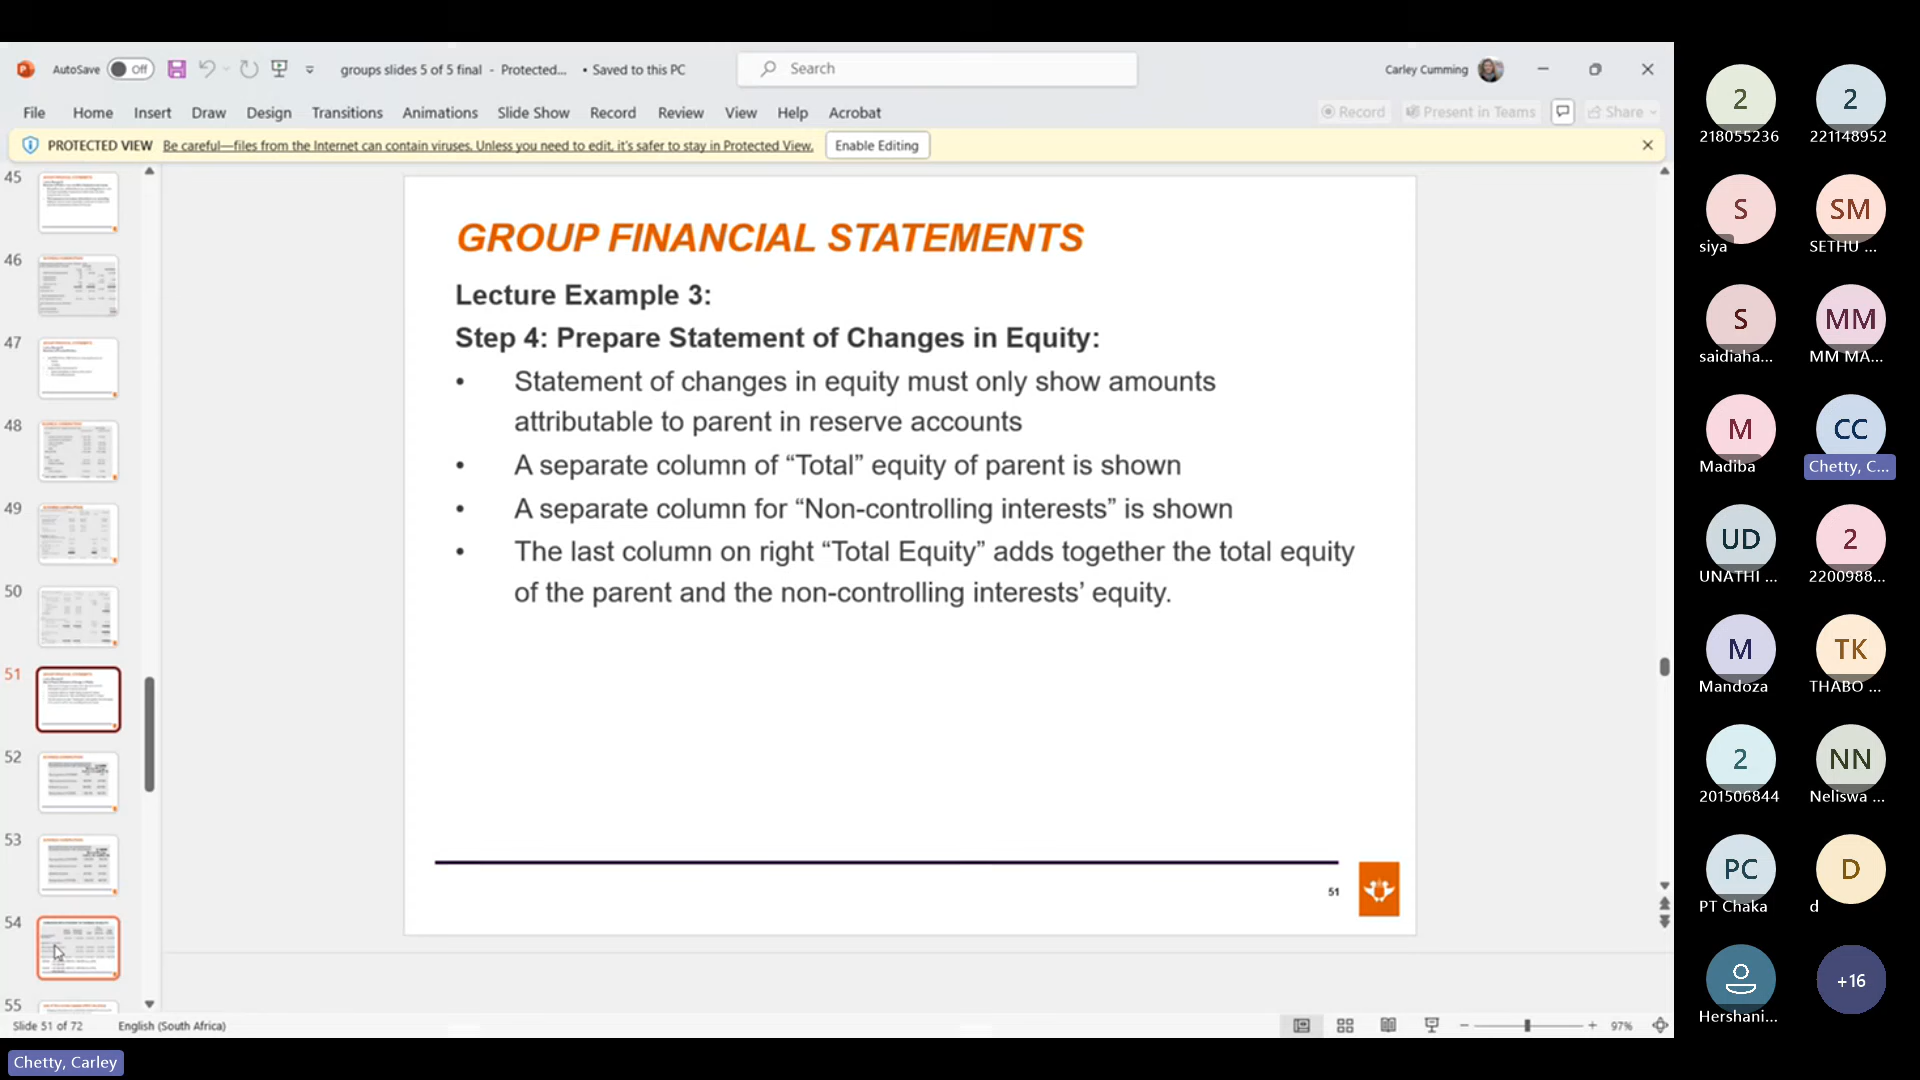 AutoSave Off groups slides 5 of 5 final - Protected... • Saved to this PC Search Carley Cumming
File Home Insert Draw Design Transitions Animations Slide Show Record Review View Help Acrobat Record Present in Teams Share
PROTECTED VIEW Be careful—files from the Internet can contain viruses. Unless you need to edit, it's safer to stay in Protected View. Enable Editing
45
46
47
48
49
50
51
52
53
54
55
GROUP FINANCIAL STATEMENTS
Lecture Example 3:
Step 4: Prepare Statement of Changes in Equity:
• Statement of changes in equity must only show amounts
attributable to parent in reserve accounts
• A separate column of “Total” equity of parent is shown
• A separate column for “Non-controlling interests” is shown
• The last column on right “Total Equity” adds together the total equity
of the parent and the non-controlling interests’ equity.
51
Slide 51 of 72 English (South Africa) 97%
Chetty, Carley
2 2
218055236 221148952
S SM
siya SETHU ...
S MM
saidiaha... MM MA...
M CC
Madiba Chetty, C...
UD 2
UNATHI ... 2200988...
M TK
Mandoza THABO ...
2 NN
201506844 Neliswa ...
PC D
PT Chaka d
+16
Hershani...